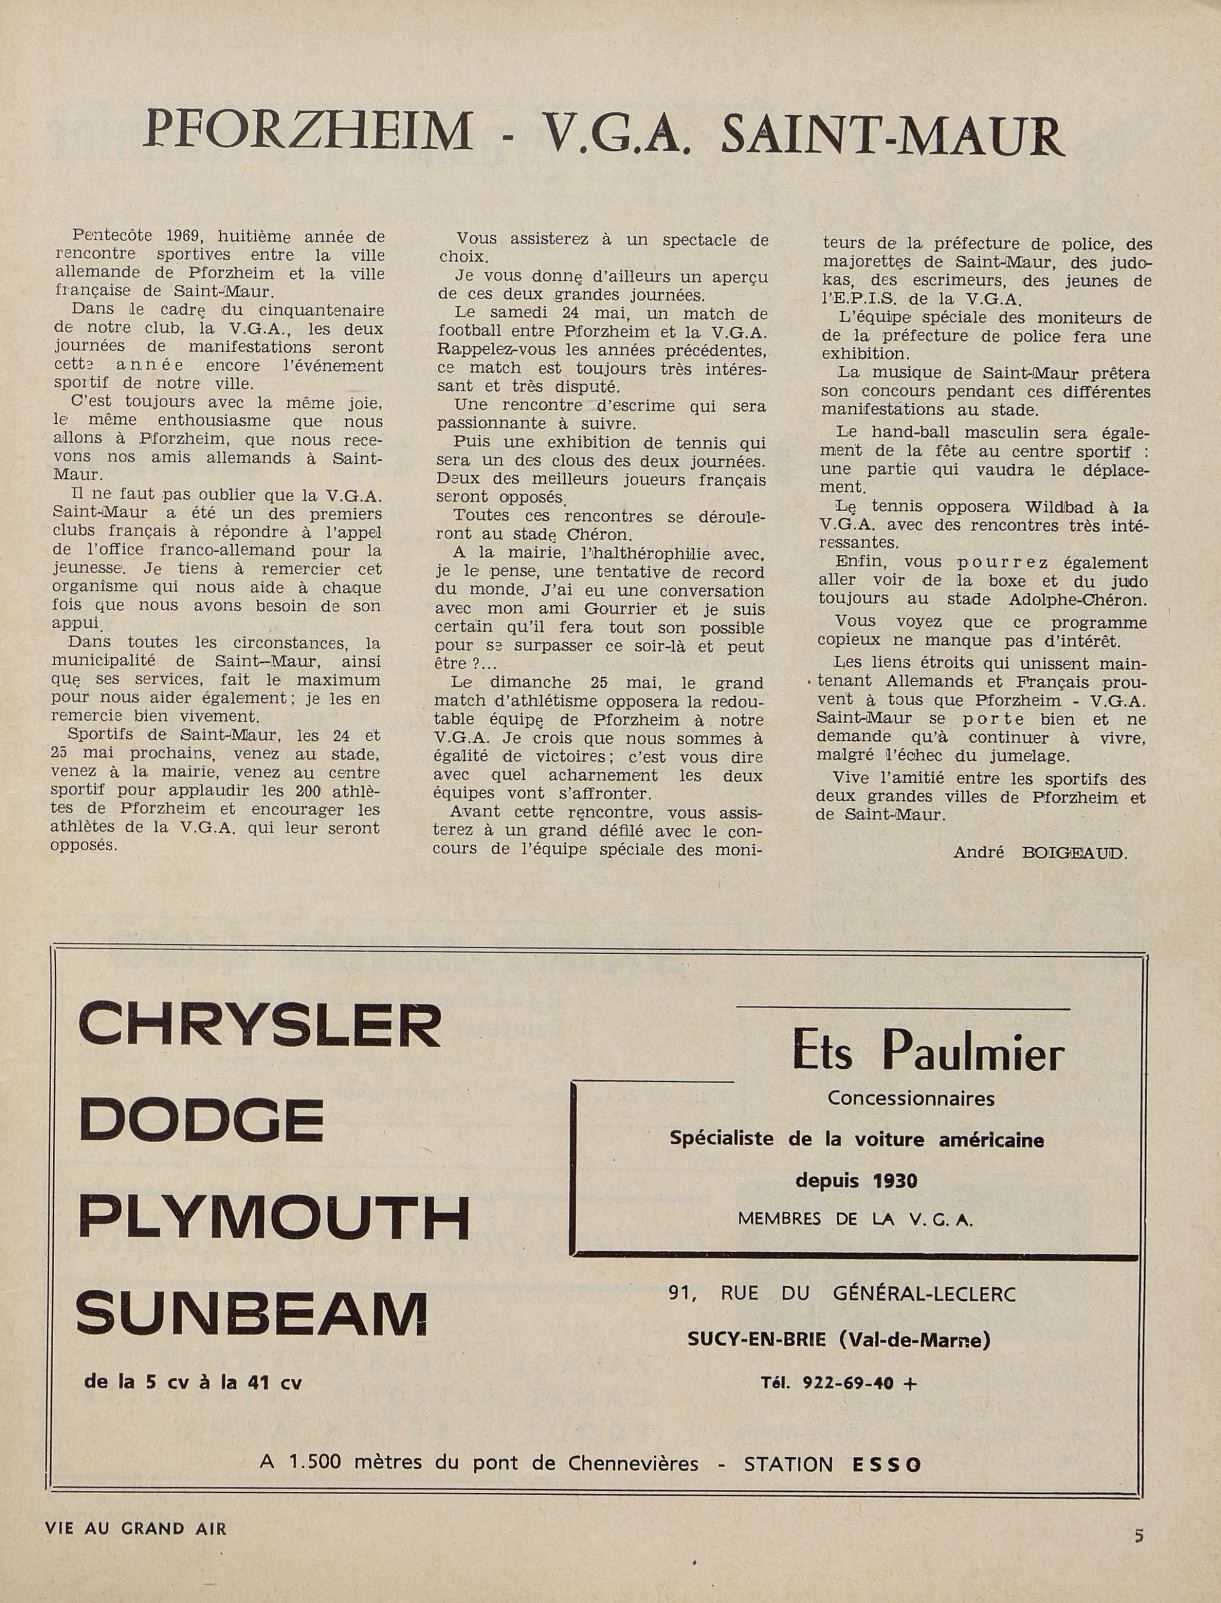 PFORZHEIM - V.G.A. SAINT-MAUR
Pentecôte 1969, huitième année de
rencontre sportives entre la ville
allemande de Pforzheim et la ville
française de Saint-Maur.
Dans le cadre du cinquantenaire
de notre club, la V.G.A., les deux
journées de manifestations seront
cette année encore l'événement
sportif de notre ville.
C'est toujours avec la même joie,
le même enthousiasme que nous
allons à Pforzheim, que nous rece-
vons nos amis allemands à Saint-
Maur.
Il ne faut pas oublier que la V.G.A.
Saint-Maur a été un des premiers
clubs français à répondre à l'appel
de l'office franco-allemand pour la
jeunesse. Je tiens à remercier cet
organisme qui nous aide à chaque
fois que nous avons besoin de son
appui.
Dans toutes les circonstances, la
municipalité de Saint-Maur, ainsi
que ses services, fait le maximum
pour nous aider également; je les en
remercie bien vivement.
Sportifs de Saint-Maur, les 24 et
25 mai prochains, venez au stade,
venez à la mairie, venez au centre
sportif pour applaudir les 200 athlè-
tes de Pforzheim et encourager les
athlètes de la V.G.A. qui leur seront
opposés.
Vous assisterez à un spectacle de
choix.
Je vous donne d'ailleurs un aperçu
de ces deux grandes journées.
Le samedi 24 mai, un match de
football entre Pforzheim et la V.G.A.
Rappelez-vous les années précédentes,
ce match est toujours très intéres-
sant et très disputé.
Une rencontre d'escrime qui sera
passionnante à suivre.
Puis une exhibition de tennis qui
sera un des clous des deux journées.
Deux des meilleurs joueurs français
seront opposés.
Toutes ces rencontres se déroule-
ront au stade Chéron.
A la mairie, l'halthérophilie avec,
je le pense, une tentative de record
du monde. J'ai eu une conversation
avec mon ami Gourrier et je suis
certain qu'il fera tout son possible
pour se surpasser ce soir-là et peut
être ?...
Le dimanche 25 mai, le grand
match d'athlétisme opposera la redou-
table équipe de Pforzheim à notre
V.G.A. Je crois que nous sommes à
égalité de victoires; c'est vous dire
avec quel acharnement les deux
équipes vont s'affronter.
Avant cette rencontre, vous assis-
terez à un grand défilé avec le con-
cours de l'équipe spéciale des moni-
teurs de la préfecture de police, des
majorettes de Saint-Maur, des judo-
kas, des escrimeurs, des jeunes de
l'E.P.I.S. de la V.G.A.
L'équipe spéciale des moniteurs de
de la préfecture de police fera une
exhibition.
La musique de Saint-Maur prêtera
son concours pendant ces différentes
manifestations au stade.
Le hand-ball masculin sera égale-
ment de la fête au centre sportif :
une partie qui vaudra le déplace-
ment.
Le tennis opposera Wildbad à la
V.G.A. avec des rencontres très inté-
ressantes.
Enfin, vous pourrez également
aller voir de la boxe et du judo
toujours au stade Adolphe-Chéron.
Vous voyez que ce programme
copieux ne manque pas d'intérêt.
Les liens étroits qui unissent main-
tenant Allemands et Français prou-
vent à tous que Pforzheim - V.G.A.
Saint-Maur se porte bien et ne
demande qu'à continuer à vivre,
malgré l'échec du jumelage.
Vive l'amitié entre les sportifs des
deux grandes villes de Pforzheim et
de Saint-Maur.
André BOIGEAUD.
CHRYSLER
DODGE
PLYMOUTH
SUNBEAM
de la 5 cv à la 41 cv
Ets Paulmier
Concessionnaires
Spécialiste de la voiture américaine
depuis 1930
MEMBRES DE LA V. G. A.
91, RUE DU GÉNÉRAL-LECLERC
SUCY-EN-BRIE (Val-de-Marne)
Tél. 922-69-40 +
A 1.500 mètres du pont de Chennevières - STATION ESSO
VIE AU GRAND AIR
5